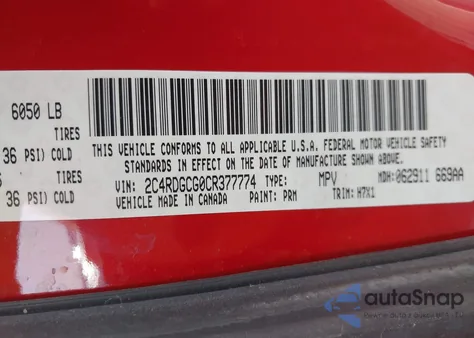 6050 LB
TIRES
36 PSI) COLD
TIRES
36 PSI) COLD
THIS VEHICLE CONFORMS TO ALL APPLICABLE U.S.A. FEDERAL MOTOR VEHICLE SAFETY
STANDARDS IN EFFECT ON THE DATE OF MANUFACTURE SHOWN ABOVE.
VIN: 2C4RDGCG0CR377774 TYPE: MPV MDH: 062911 669AA
VEHICLE MADE IN CANADA PAINT: PRM TRIM: H7X1
autoSnap